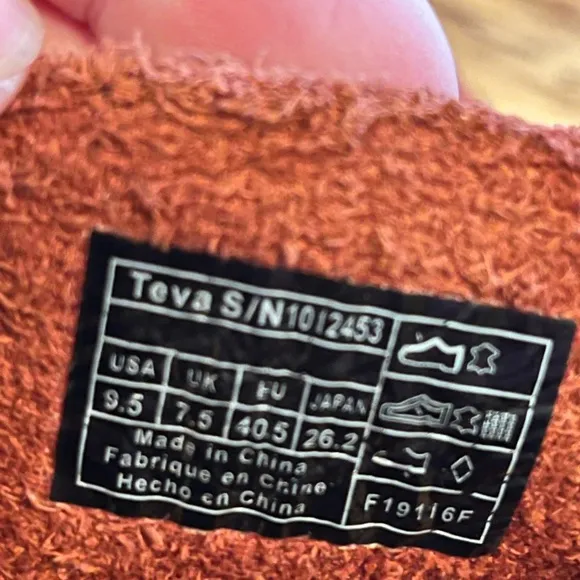 Teva S/N1012453
USA UK EU JAPAN
9.5 7.5 40.5 26.2
Made in China
Fabrique en Chine
Hecho en China
F19116F